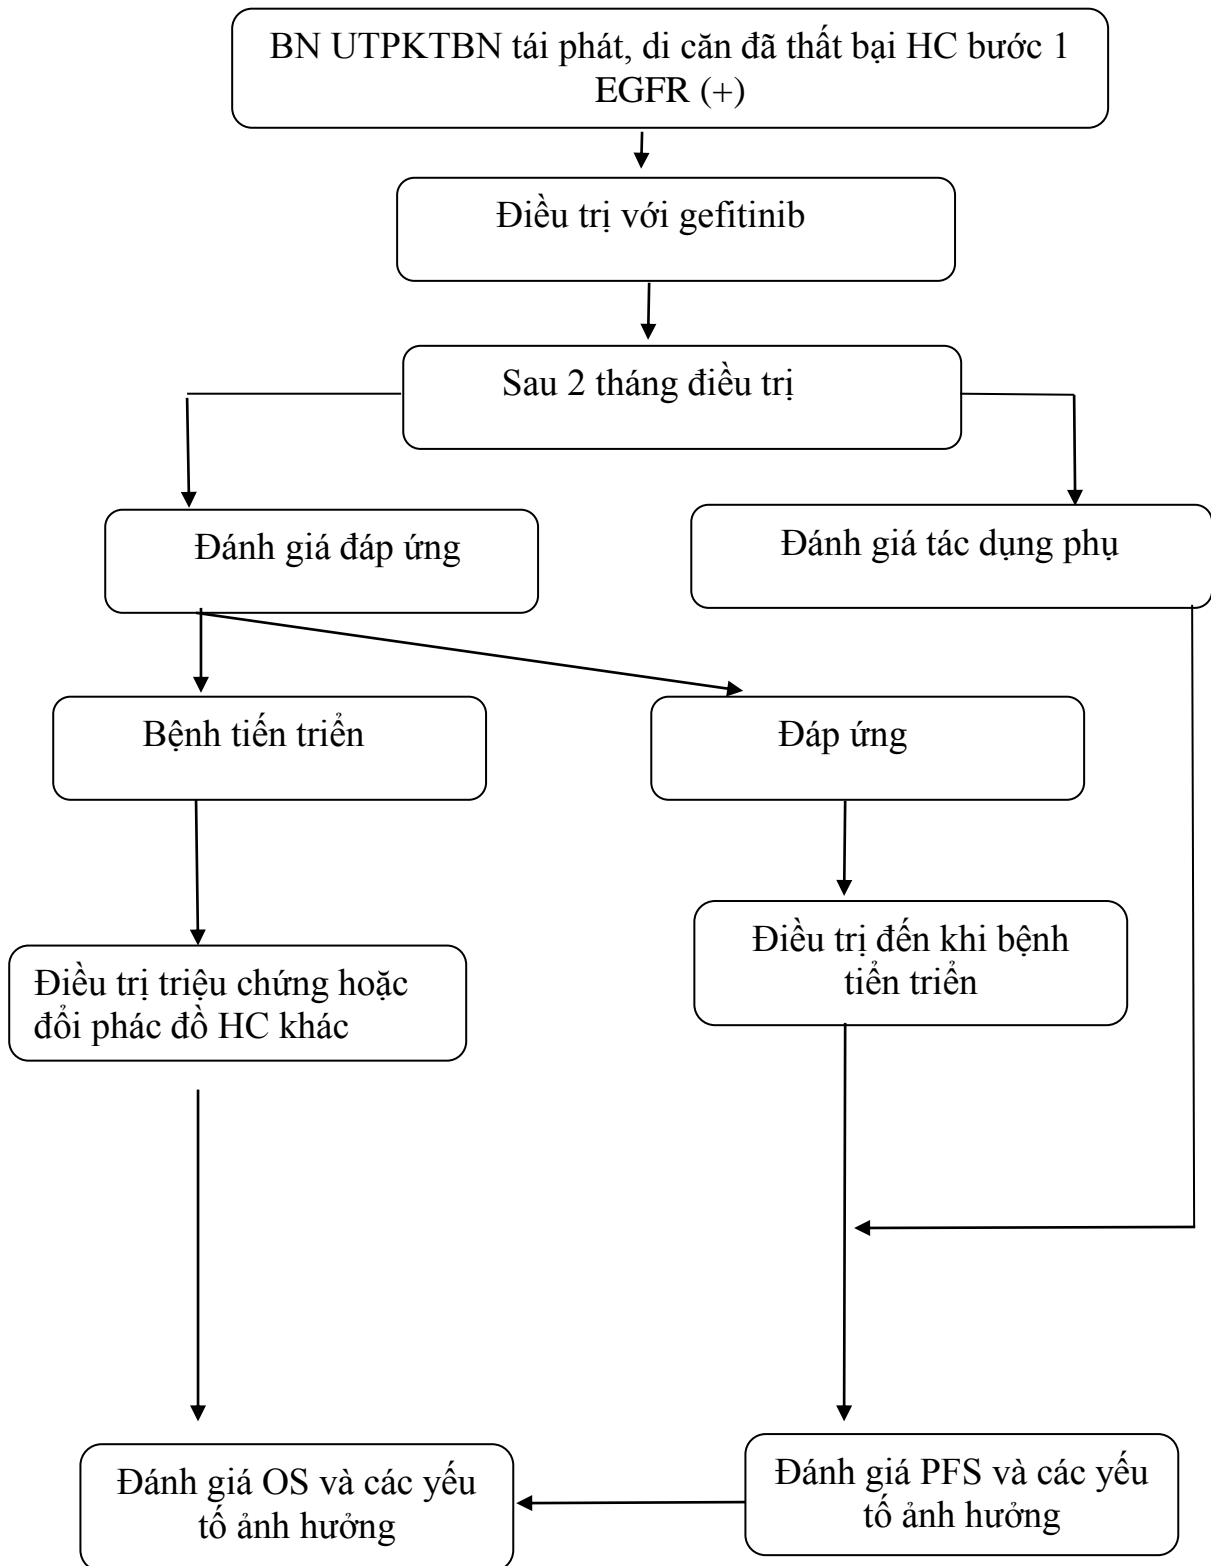 BN UTPKTBN tái phát, di căn đã thất bại HC bước 1
EGFR (+)
Điều trị với gefitinib
Sau 2 tháng điều trị
Đánh giá đáp ứng
Đánh giá tác dụng phụ
Bệnh tiến triển
Đáp ứng
Điều trị đến khi bệnh
tiển triển
Điều trị triệu chứng hoặc
đổi phác đồ HC khác
Đánh giá OS và các yếu
tố ảnh hưởng
Đánh giá PFS và các yếu
tố ảnh hưởng